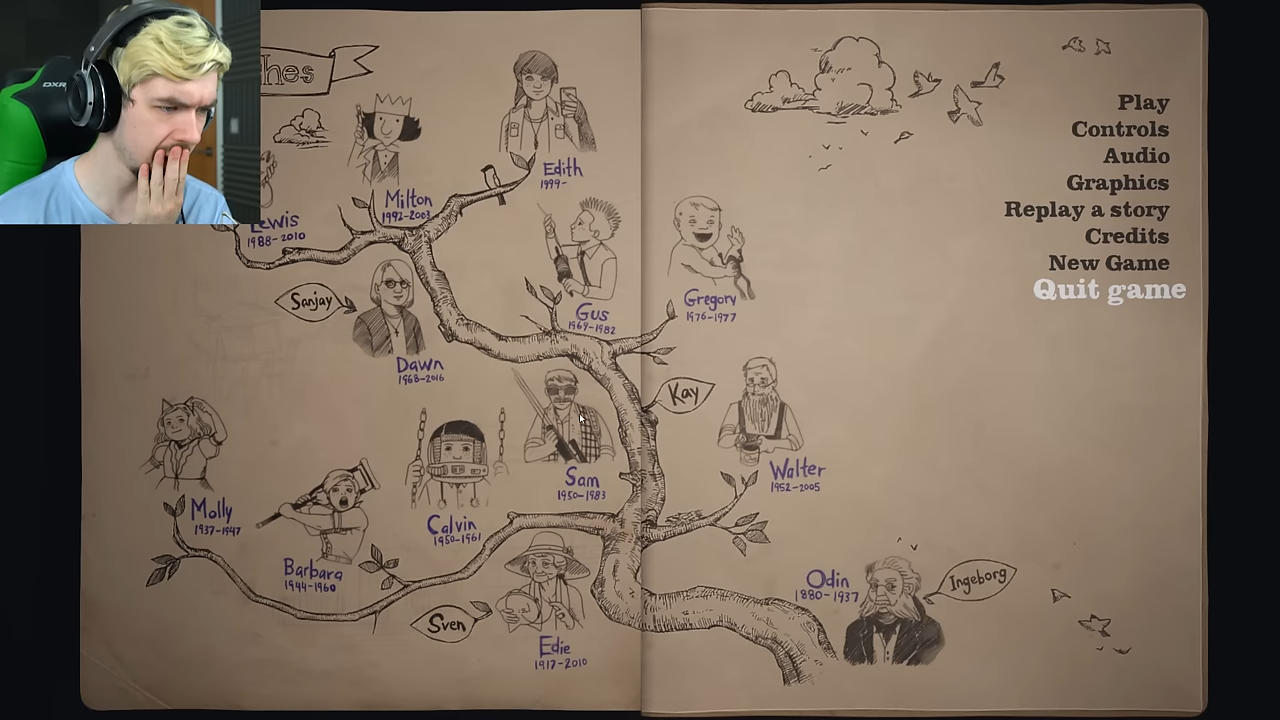 DXR
ches
Edith
1999-
Milton
1992-2003
Lewis
1988-2010
Sanjay
Dawn
1968-2016
Gus
1969-1982
Gregory
1976-1977
Kay
Sam
1950-1983
Walter
1952-2005
Molly
1937-1947
Barbara
1944-1960
Calvin
1950-1961
Sven
Edie
1917-2010
Odin
1880-1937
Ingeborg
Play
Controls
Audio
Graphics
Replay a story
Credits
New Game
Quit game